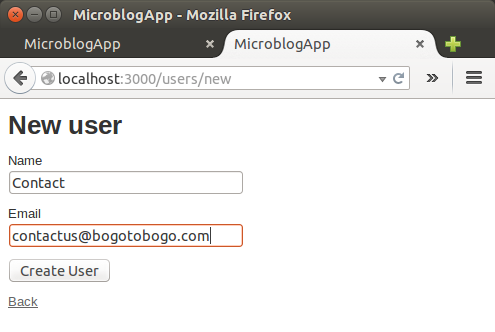 MicroblogApp - Mozilla Firefox
MicroblogApp MicroblogApp
localhost:3000/users/new
New user
Name
Contact
Email
contactus@bogotobogo.com
Create User
Back